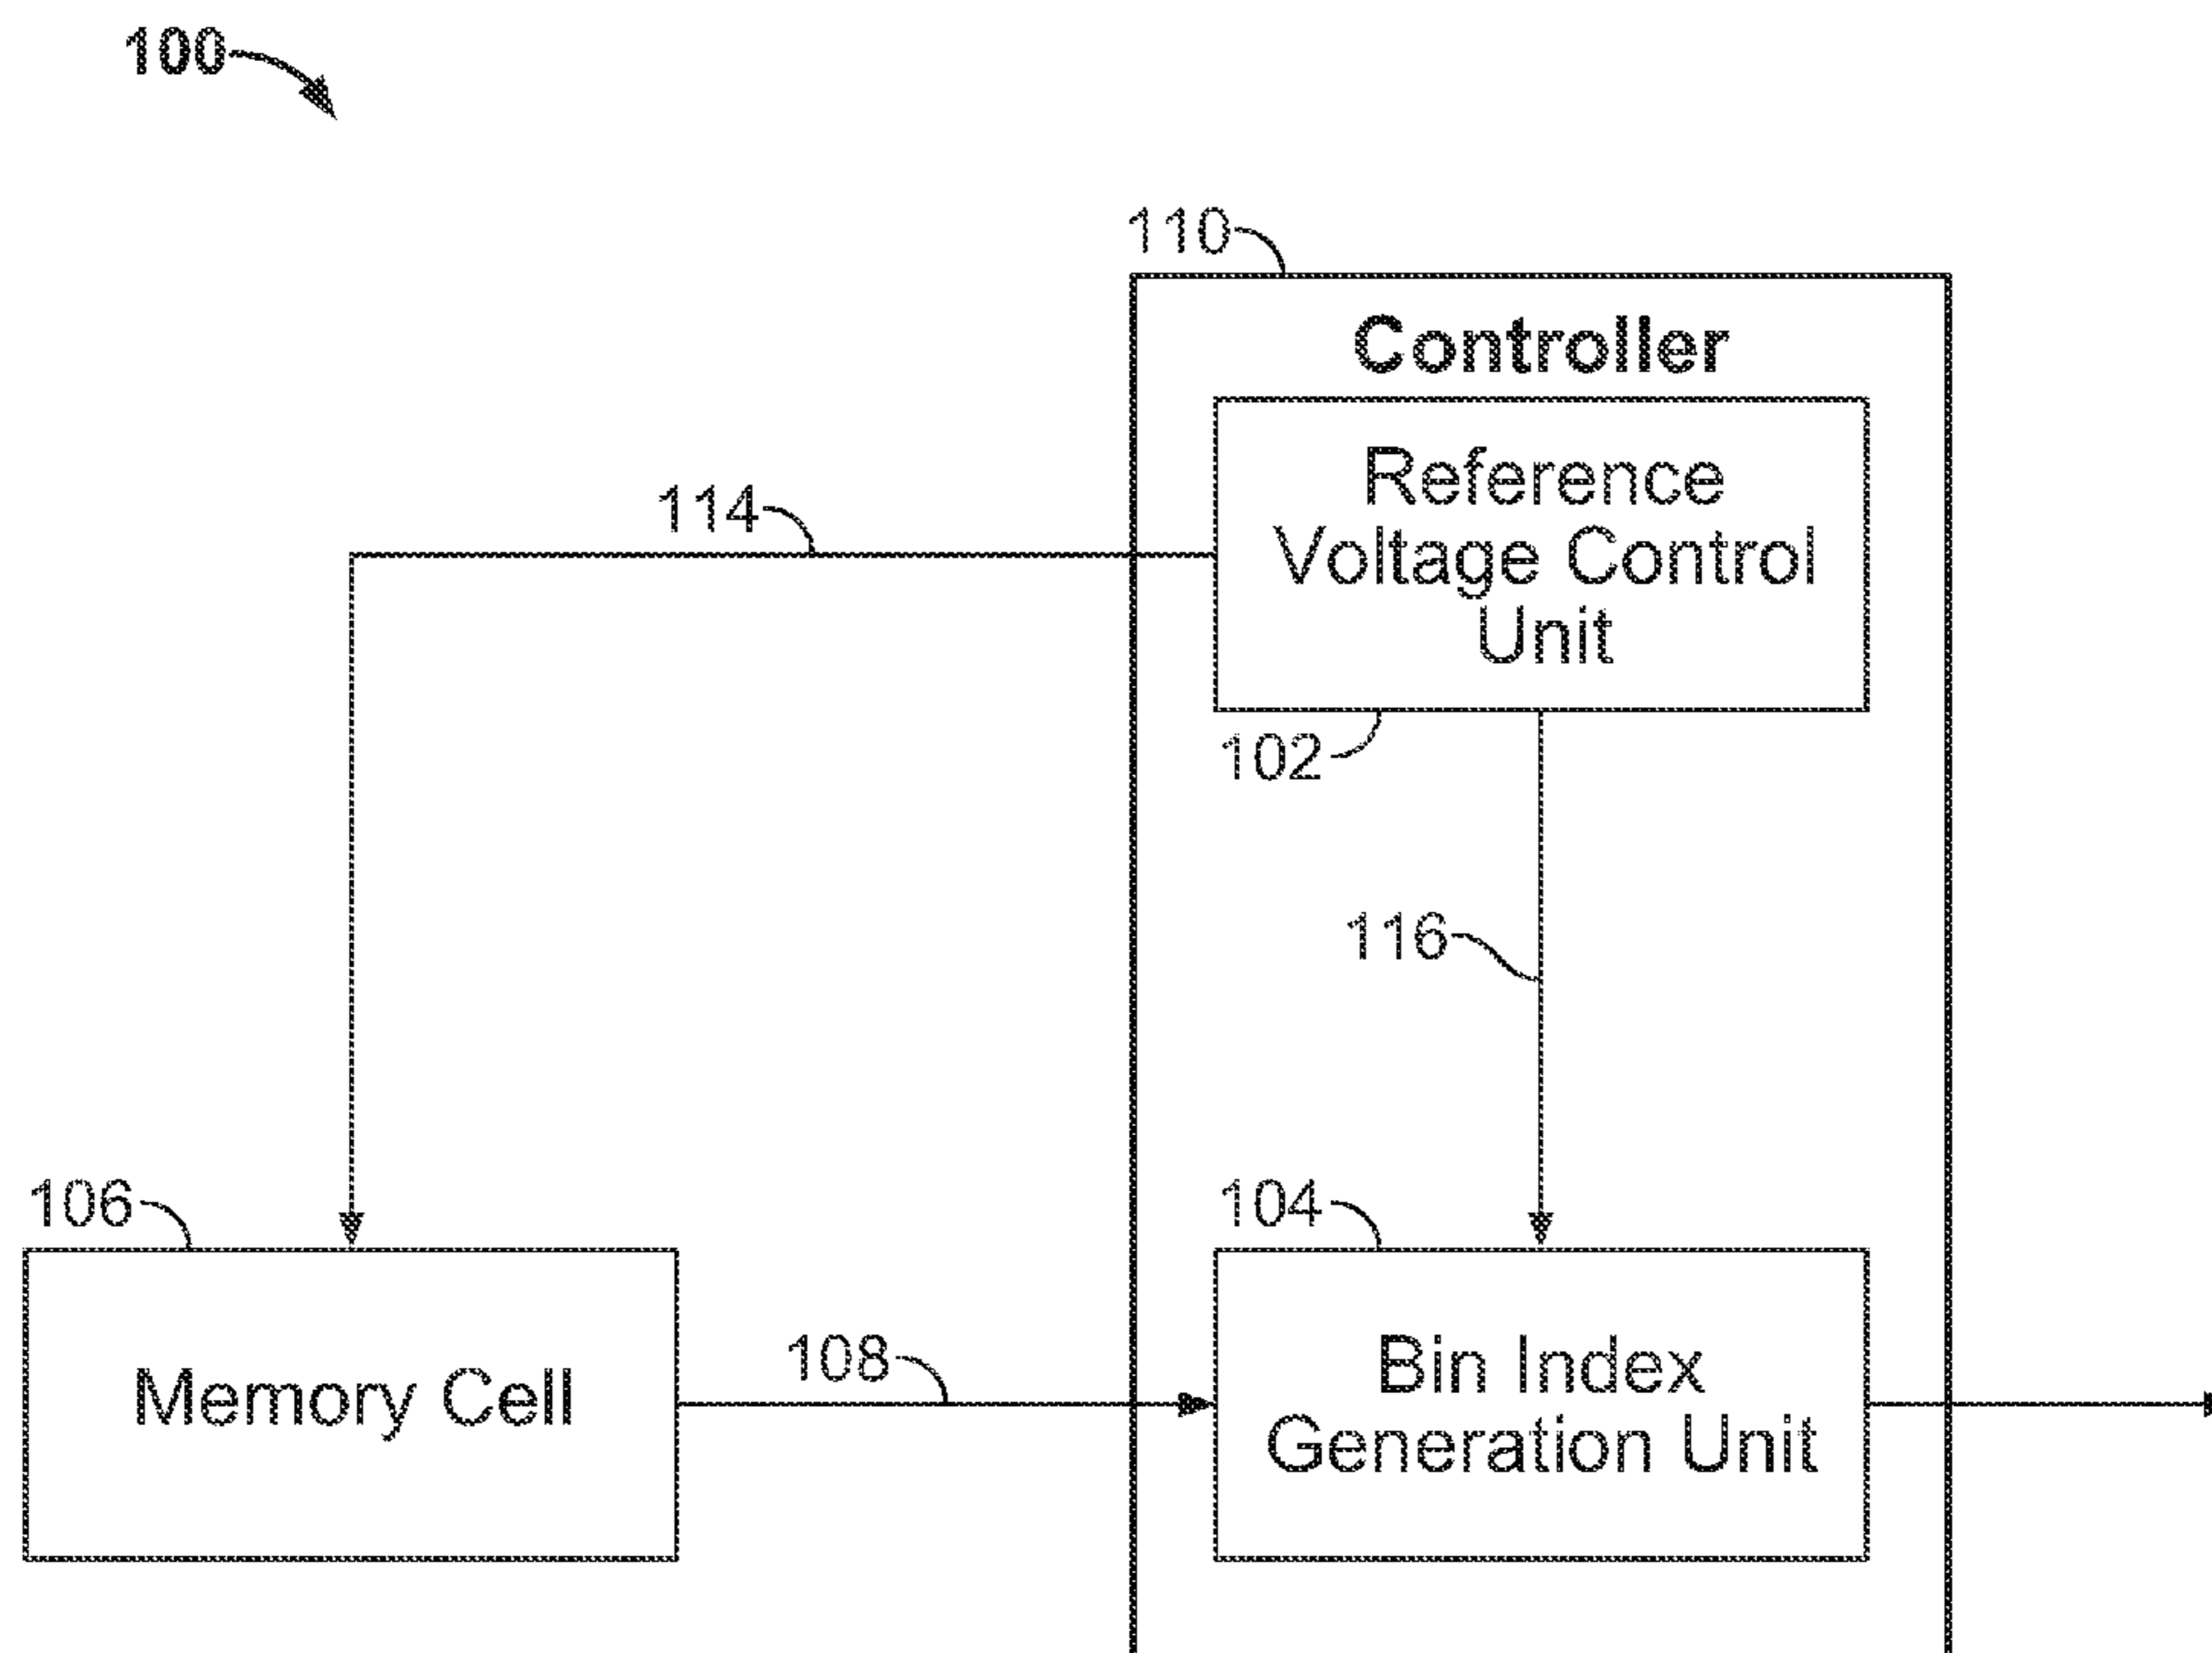 100
110
Controller
Reference
Voltage Control
Unit
114
102
116
106
104
Memory Cell
108
Bin Index
Generation Unit